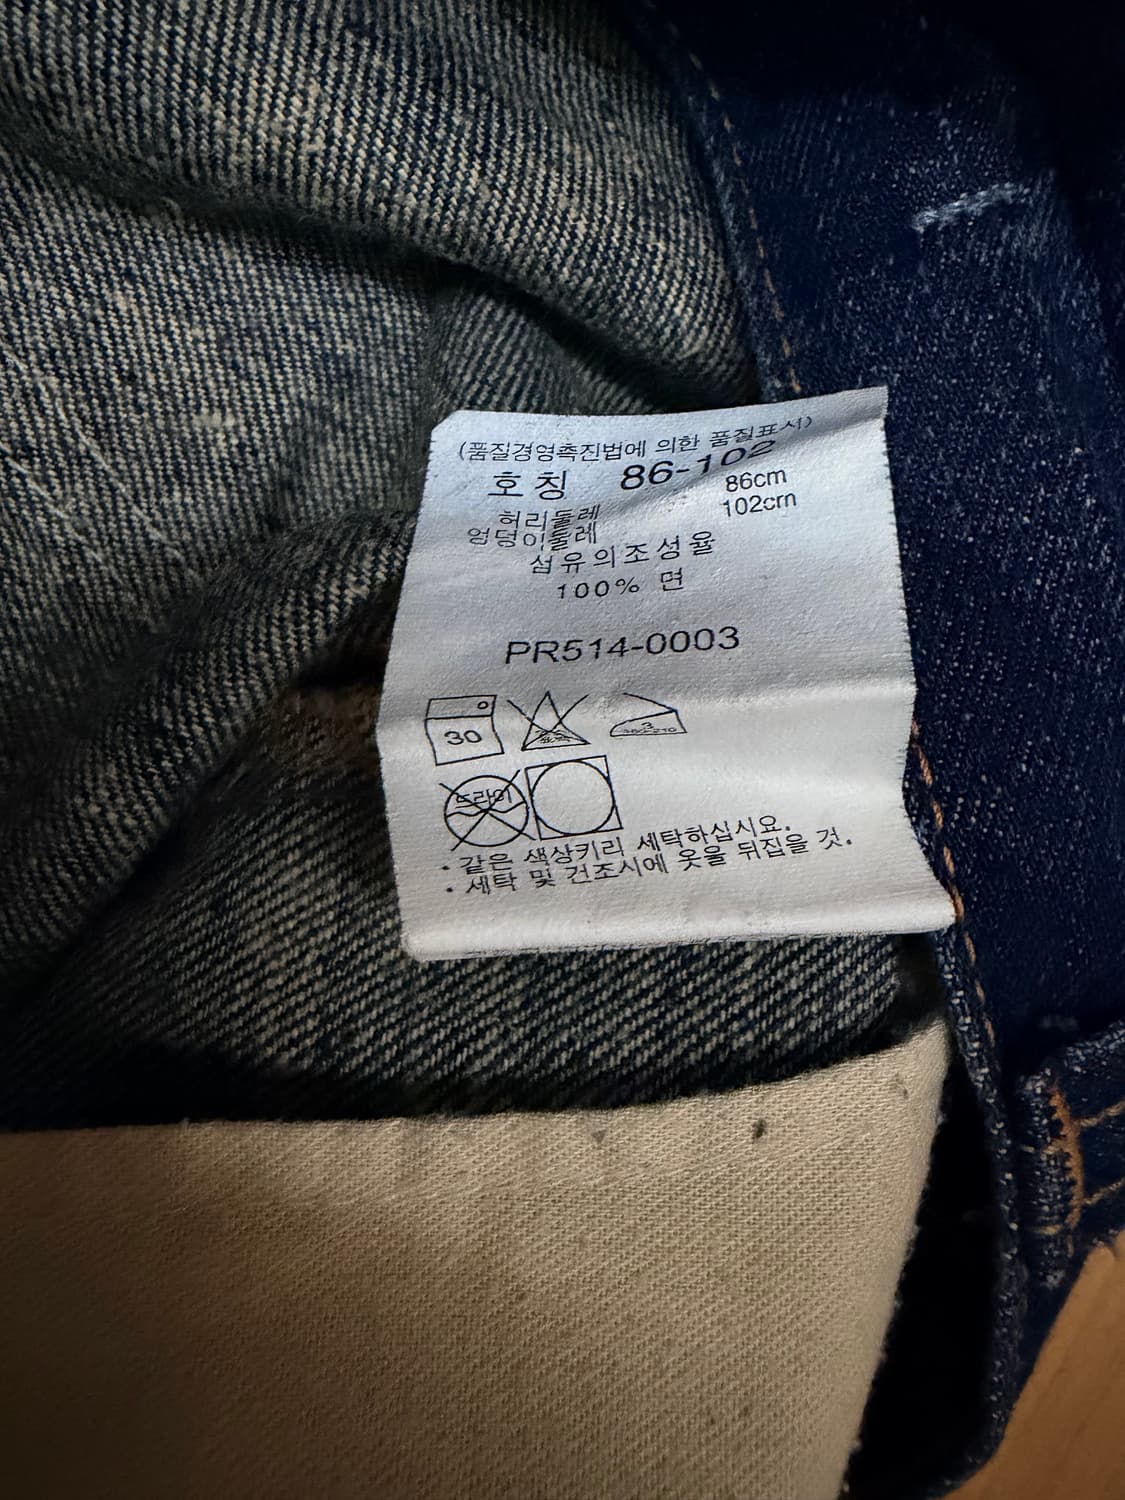 (품질경영촉진법에 의한 품질표시)
호칭 86-102
허리둘레 86cm
엉덩이둘레 102cm
섬유의조성율
100% 면
PR514-0003
30
3
드라이
· 같은 색상키리 세탁하십시요.
· 세탁 및 건조시에 옷을 뒤집을 것.